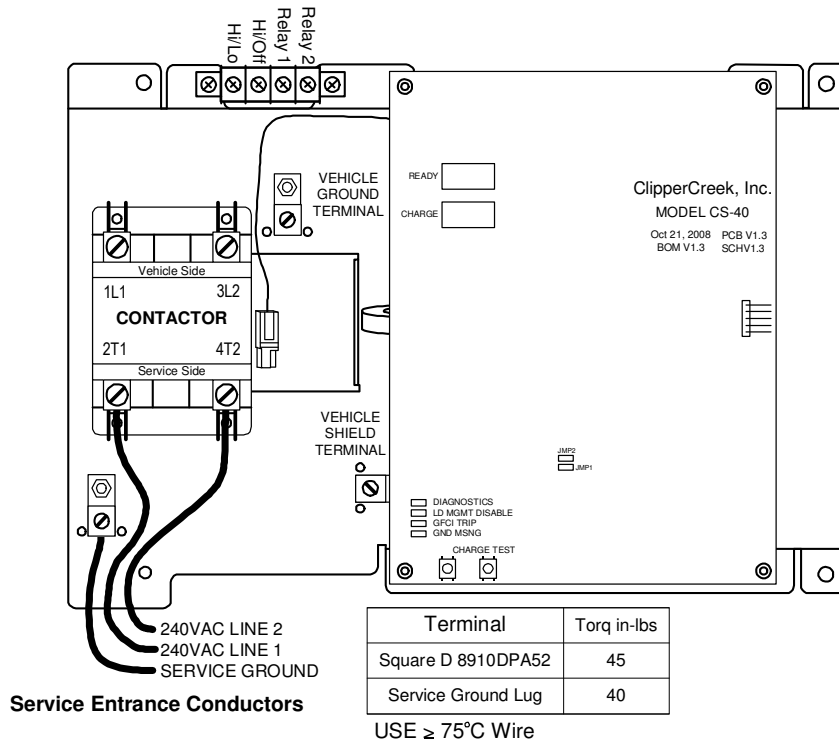 Hi/Lo
Hi/Off
Relay 1
Relay 2
VEHICLE
GROUND
TERMINAL
READY
CHARGE
ClipperCreek, Inc.
MODEL CS-40
Oct 21, 2008 PCB V1.3
BOM V1.3 SCHV1.3
Vehicle Side
1L1 3L2
CONTACTOR
2T1 4T2
Service Side
VEHICLE
SHIELD
TERMINAL
JMP2
JMP1
DIAGNOSTICS
LD MGMT DISABLE
GFCI TRIP
GND MSNG
CHARGE TEST
240VAC LINE 2
240VAC LINE 1
SERVICE GROUND
Service Entrance Conductors
Terminal Torq in-lbs
Square D 8910DPA52 45
Service Ground Lug 40
USE ≥ 75°C Wire